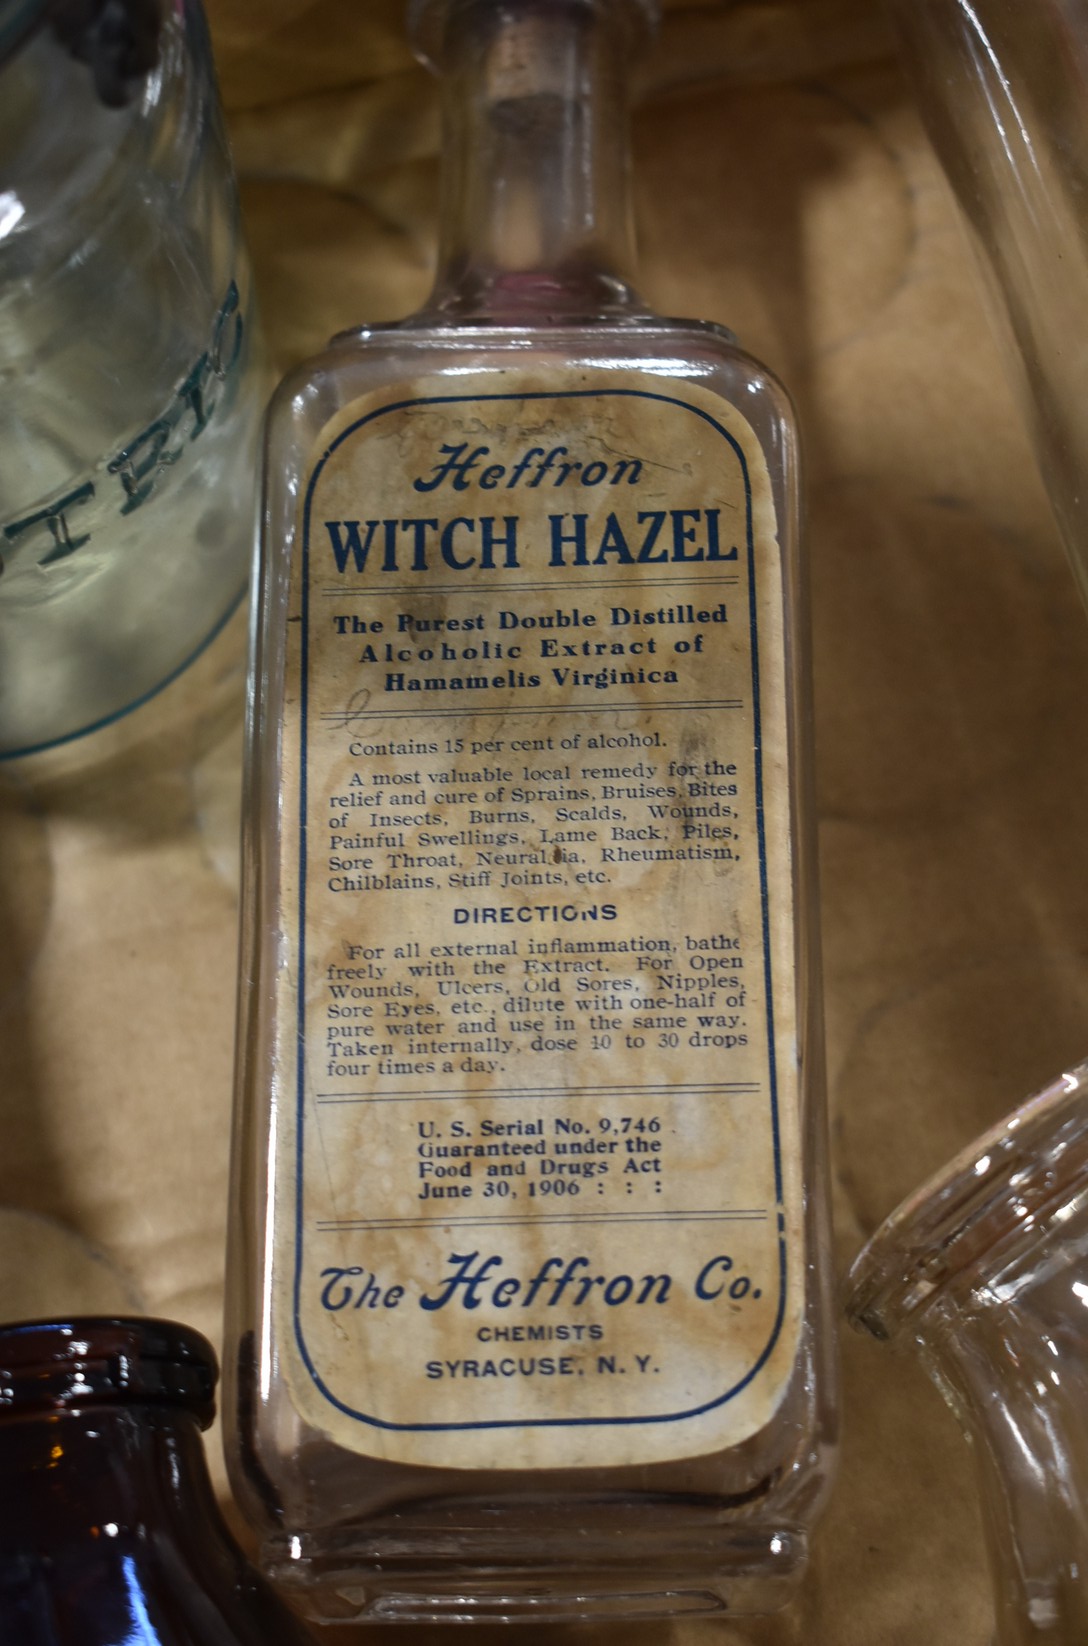 Heffron
WITCH HAZEL
The Purest Double Distilled
Alcoholic Extract of
Hamamelis Virginica
Contains 15 per cent of alcohol.
A most valuable local remedy for the
relief and cure of Sprains, Bruises, Bites
of Insects, Burns, Scalds, Wounds,
Painful Swellings, Lame Back, Piles,
Sore Throat, Neuralgia, Rheumatism,
Chilblains, Stiff Joints, etc.
DIRECTIONS
For all external inflammation, bathe
freely with the Extract. For Open
Wounds, Ulcers, Old Sores, Nipples,
Sore Eyes, etc., dilute with one-half of
pure water and use in the same way.
Taken internally, dose 10 to 30 drops
four times a day.
U. S. Serial No. 9,746
Guaranteed under the
Food and Drugs Act
June 30, 1906 : : :
The Heffron Co.
CHEMISTS
SYRACUSE, N. Y.